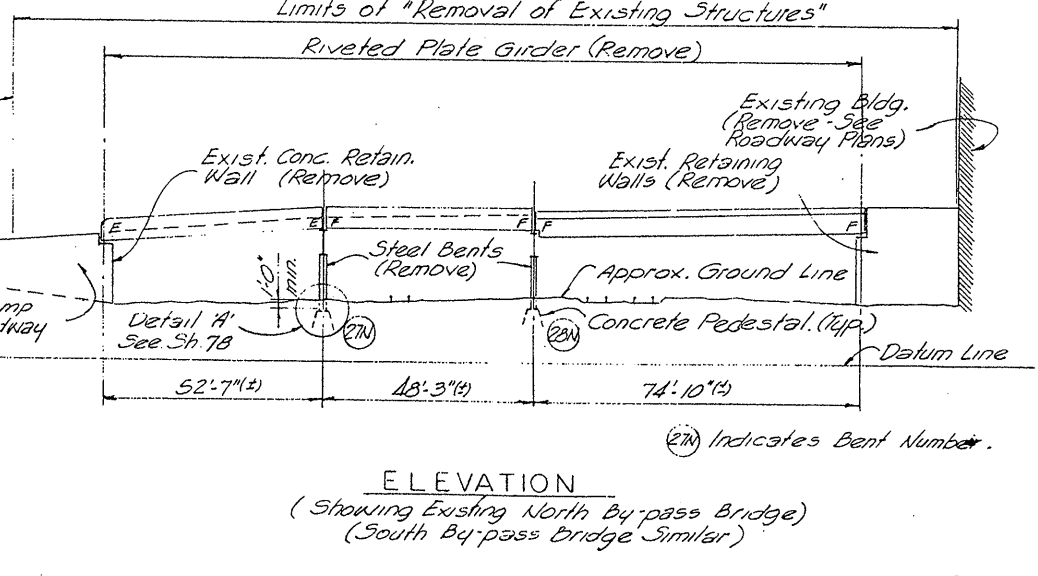 Limits of "Removal of Existing Structures"
Riveted Plate Girder (Remove)
Existing Bldg.
(Remove - See
Roadway Plans)
Exist. Conc. Retain.
Wall (Remove)
Exist. Retaining
Walls (Remove)
E
E
F
F
F
F
Steel Bents
(Remove)
1'-0"
min.
Approx. Ground Line
mp
dway
Detail 'A'
See Sh. 78
27N
28N
Concrete Pedestal. (Typ.)
Datum Line
52'-7"(±)
48'-3"(±)
74'-10"(±)
27N Indicates Bent Number.
ELEVATION
(Showing Existing North By-pass Bridge)
(South By-pass Bridge Similar)